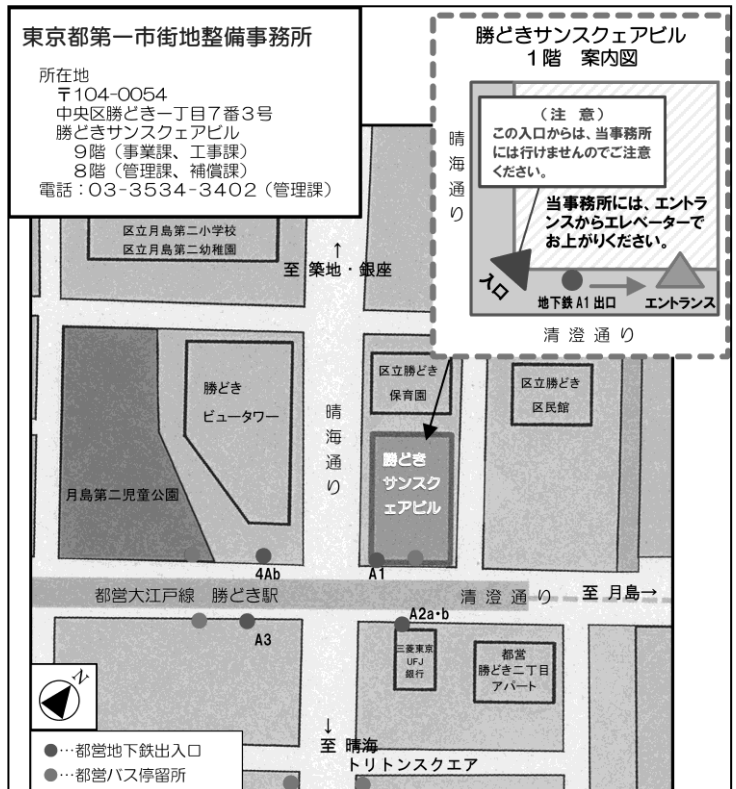 東京都第一市街地整備事務所
所在地
〒104-0054
中央区勝どき一丁目7番3号
勝どきサンスクェアビル
9階（事業課、工事課）
8階（管理課、補償課）
電話：03-3534-3402（管理課）
勝どきサンスクェアビル
1階　案内図
（注　意）
この入口からは、当事務所
には行けませんのでご注意
ください。
当事務所には、エントラ
ンスからエレベーターで
お上がりください。
晴海通り
入口
地下鉄 A1 出口
エントランス
清澄通り
区立月島第二小学校
区立月島第二幼稚園
↑
至 築地・銀座
勝どき
ビュータワー
晴海通り
区立勝どき
保育園
区立勝どき
区民館
勝どき
サンスク
ェアビル
月島第二児童公園
4Ab
A1
都営大江戸線　勝どき駅
清澄通り
至 月島→
A3
A2a・b
三菱東京
UFJ
銀行
都営
勝どき二丁目
アパート
N
↓
至 晴海
トリトンスクエア
●…都営地下鉄出入口
●…都営バス停留所